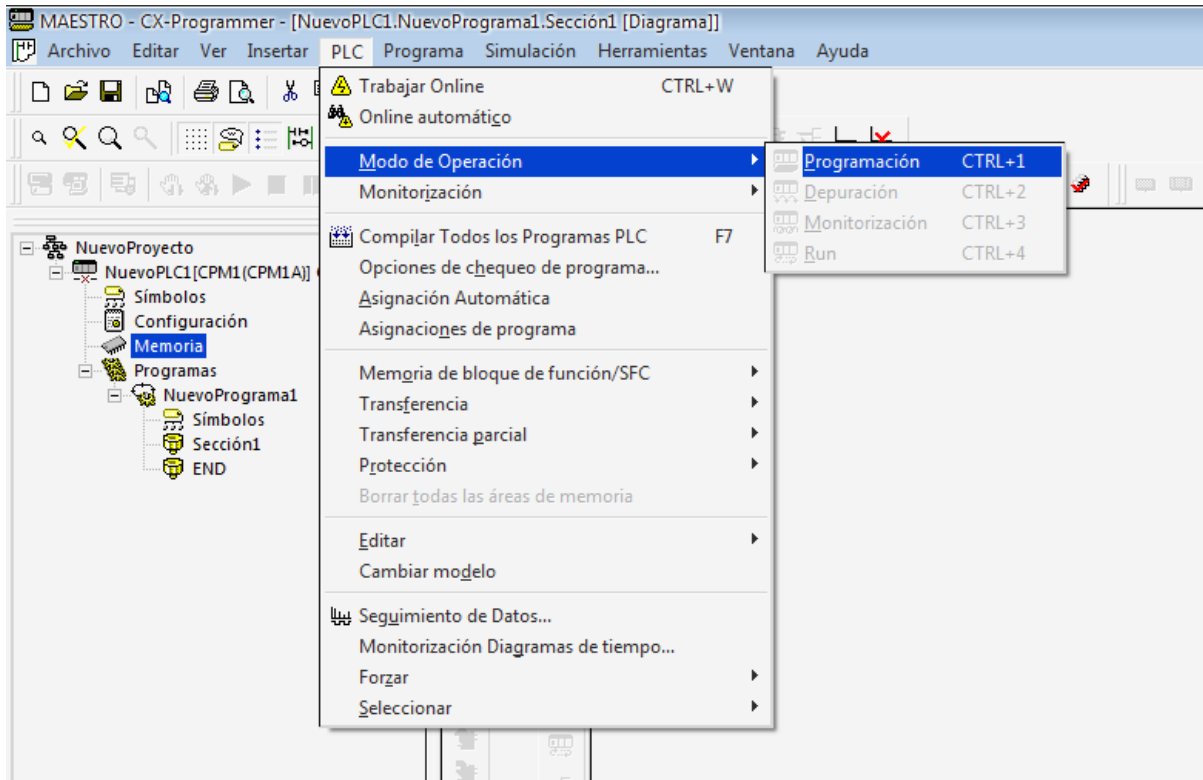 MAESTRO - CX-Programmer - [NuevoPLC1.NuevoPrograma1.Sección1 [Diagrama]]
Archivo Editar Ver Insertar PLC Programa Simulación Herramientas Ventana Ayuda
Trabajar Online CTRL+W
Online automático
Modo de Operación
Monitorización
Compilar Todos los Programas PLC F7
Opciones de chequeo de programa...
Asignación Automática
Asignaciones de programa
Memoria de bloque de función/SFC
Transferencia
Transferencia parcial
Protección
Borrar todas las áreas de memoria
Editar
Cambiar modelo
Seguimiento de Datos...
Monitorización Diagramas de tiempo...
Forzar
Seleccionar
Programación CTRL+1
Depuración CTRL+2
Monitorización CTRL+3
Run CTRL+4
NuevoProyecto
NuevoPLC1[CPM1(CPM1A)]
Símbolos
Configuración
Memoria
Programas
NuevoPrograma1
Símbolos
Sección1
END